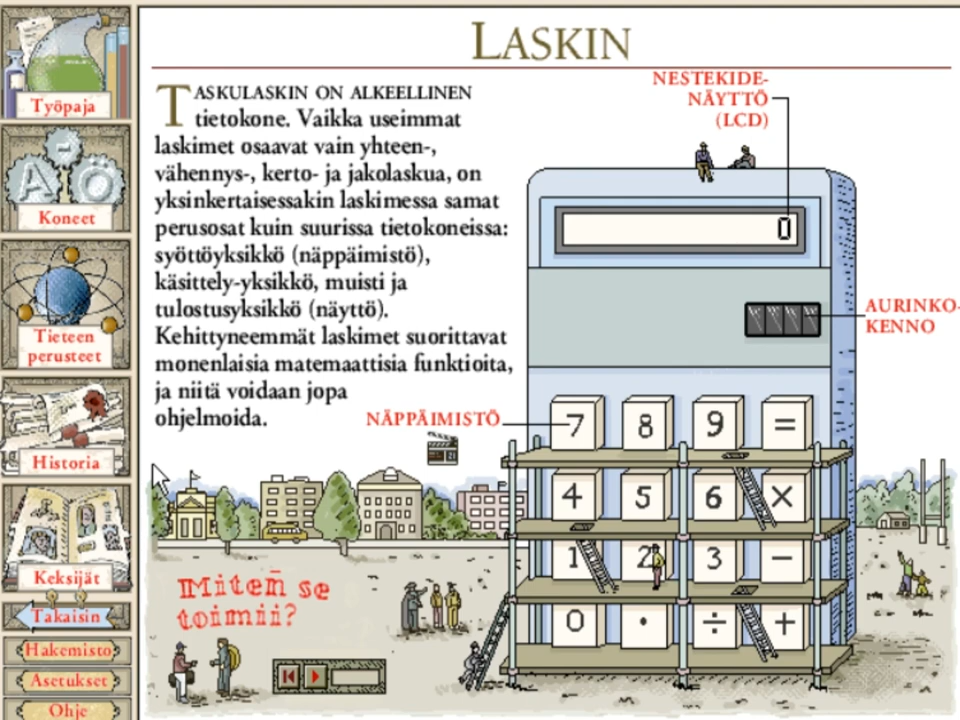 LASKIN
TASKULASKIN ON ALKEELLINEN
tietokone. Vaikka useimmat
laskimet osaavat vain yhteen-,
vähennys-, kerto- ja jakolaskua, on
yksinkertaisessakin laskimessa samat
perusosat kuin suurissa tietokoneissa:
syöttöyksikkö (näppäimistö),
käsittely-yksikkö, muisti ja
tulostusyksikkö (näyttö).
Kehittyneemmät laskimet suorittavat
monenlaisia matemaattisia funktioita,
ja niitä voidaan jopa
ohjelmoida.
NESTEKIDE-
NÄYTTÖ
(LCD)
0
AURINKO-
KENNO
NÄPPÄIMISTÖ
7 8 9 =
4 5 6 ×
1 2 3 −
0 · ÷ +
21
Miten se
toimii?
Työpaja
A - Ö
Koneet
Tieteen
perusteet
Historia
Keksijät
Takaisin
Hakemisto
Asetukset
Ohje